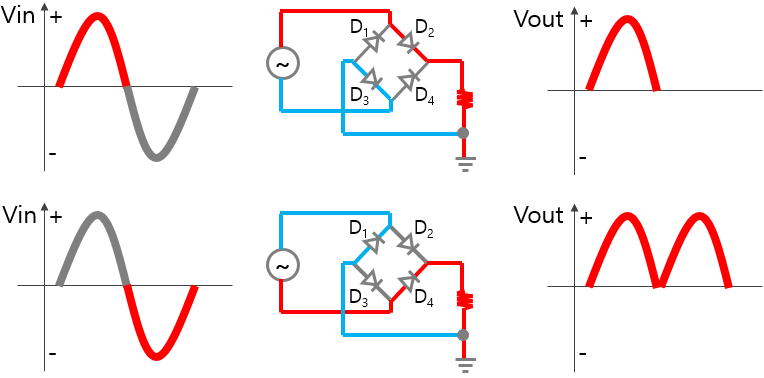 Vin
+
-
~
D1
D2
D3
D4
Vout
+
-
Vin
+
-
~
D1
D2
D3
D4
Vout
+
-